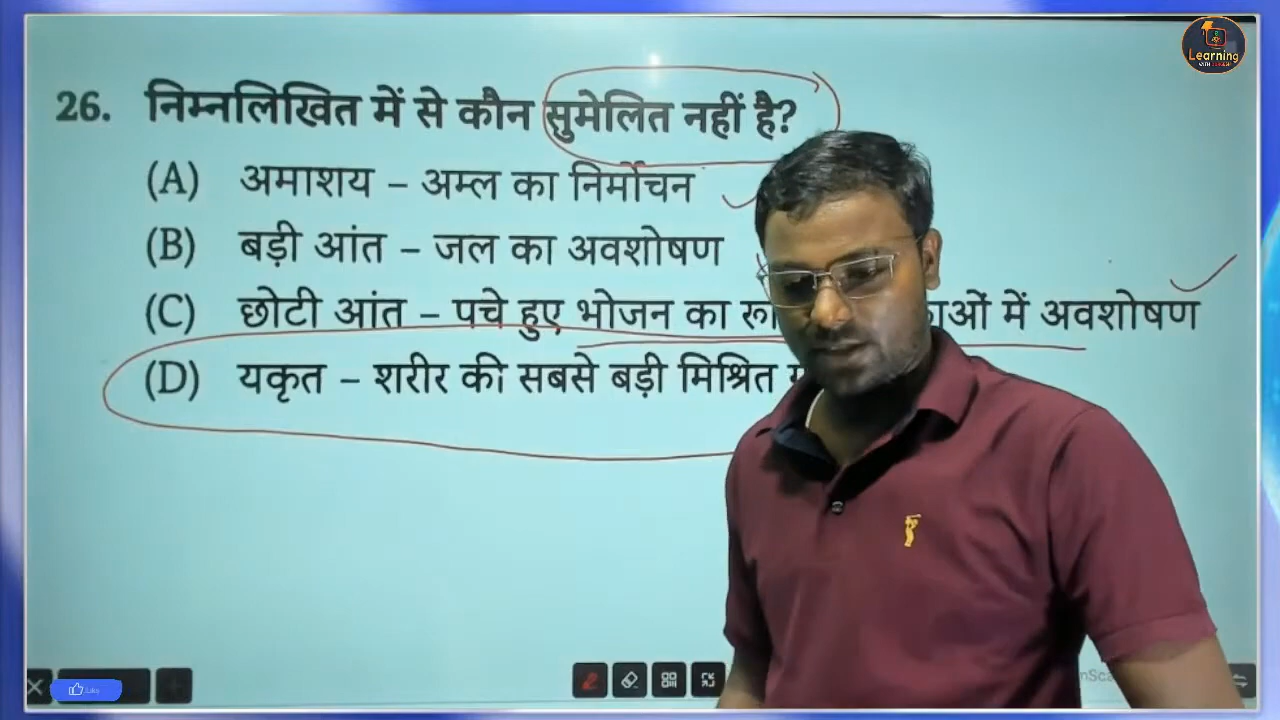 Learning
26. निम्नलिखित में से कौन सुमेलित नहीं है?
(A) अमाशय – अम्ल का निर्मोचन
(B) बड़ी आंत – जल का अवशोषण
(C) छोटी आंत – पचे हुए भोजन का में अवशोषण
(D) यकृत – शरीर की सबसे बड़ी मिश्रित
Like